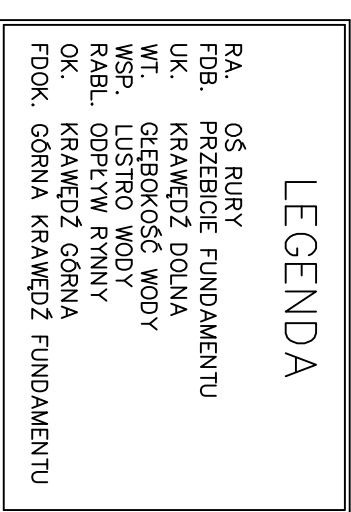 LEGENDA
RA. OŚ RURY
FDB. PRZEBICIE FUNDAMENTU
UK. KRAWĘDŹ DOLNA
WT. GŁĘBOKOŚĆ WODY
WSP. LUSTRO WODY
RABL. ODPŁYW RYNNY
OK. KRAWĘDŹ GÓRNA
FDOK. GÓRNA KRAWĘDŹ FUNDAMENTU